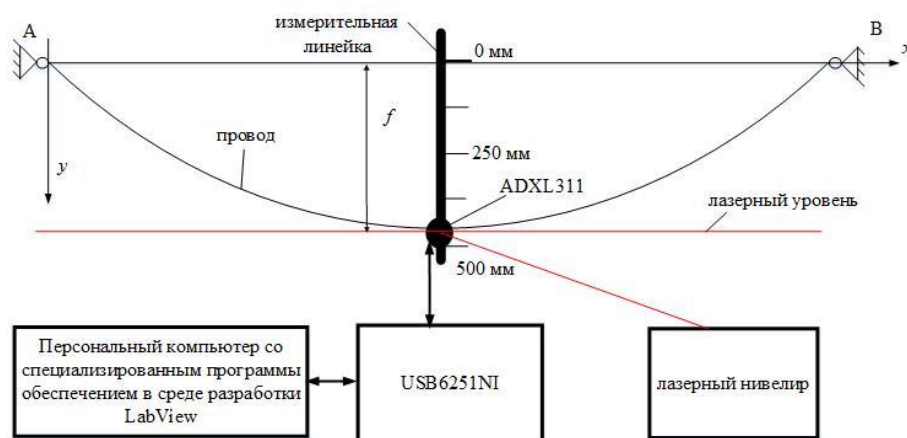 измерительная
линейка
A
B
0 мм
x
f
провод
250 мм
y
ADXL311
лазерный уровень
500 мм
Персональный компьютер со
специализированным программы
обеспечением в среде разработки
LabView
USB6251NI
лазерный нивелир